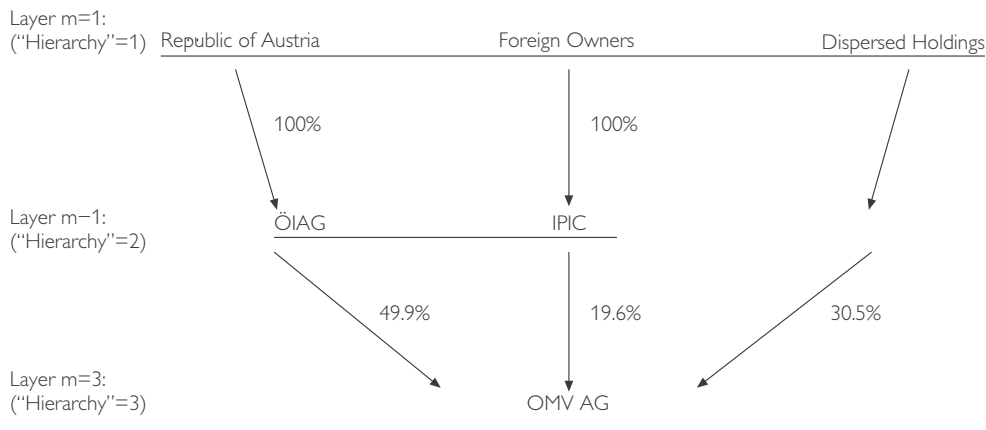 Layer m=1:
(“Hierarchy”=1) Republic of Austria Foreign Owners Dispersed Holdings
100% 100%
Layer m−1:
(“Hierarchy”=2) ÖIAG IPIC
49.9% 19.6% 30.5%
Layer m=3:
(“Hierarchy”=3) OMV AG